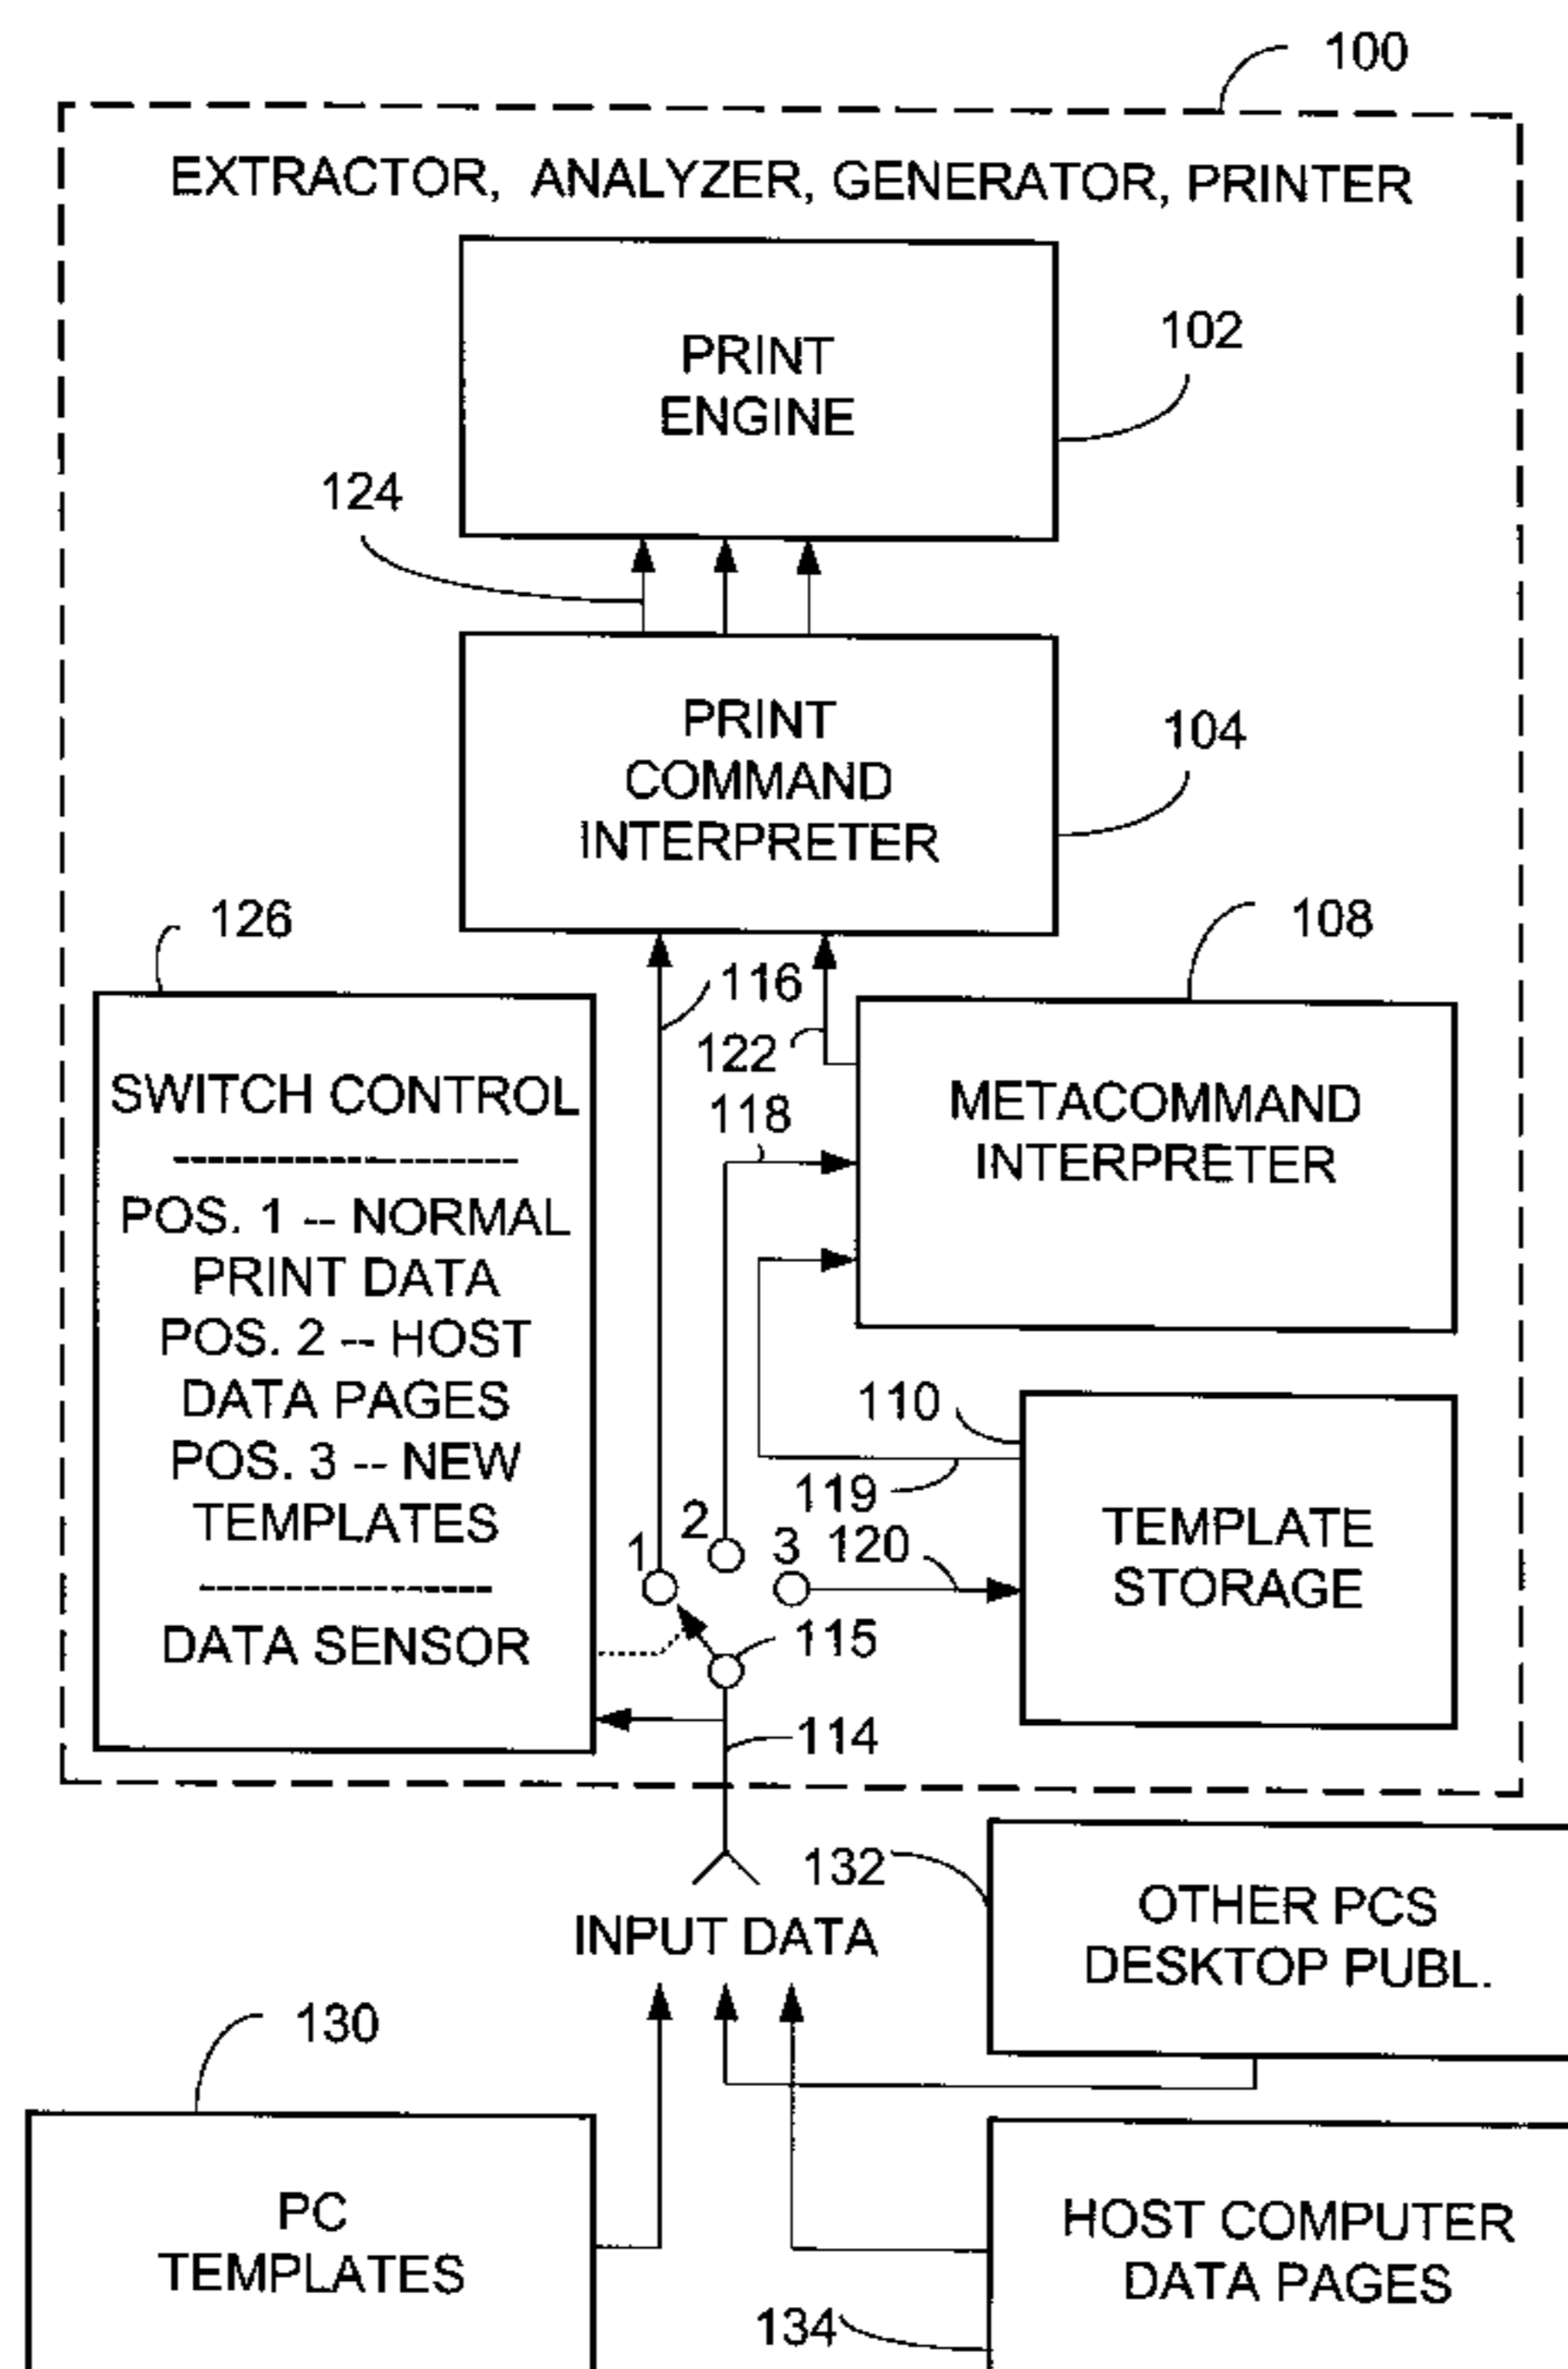 100
EXTRACTOR, ANALYZER, GENERATOR, PRINTER
PRINT
ENGINE
102
124
PRINT
COMMAND
INTERPRETER
104
126
116
122
118
108
SWITCH CONTROL
POS. 1 -- NORMAL
PRINT DATA
POS. 2 -- HOST
DATA PAGES
POS. 3 -- NEW
TEMPLATES
DATA SENSOR
METACOMMAND
INTERPRETER
110
119
1
2
3
120
TEMPLATE
STORAGE
115
114
132
INPUT DATA
OTHER PCS
DESKTOP PUBL.
130
PC
TEMPLATES
HOST COMPUTER
DATA PAGES
134